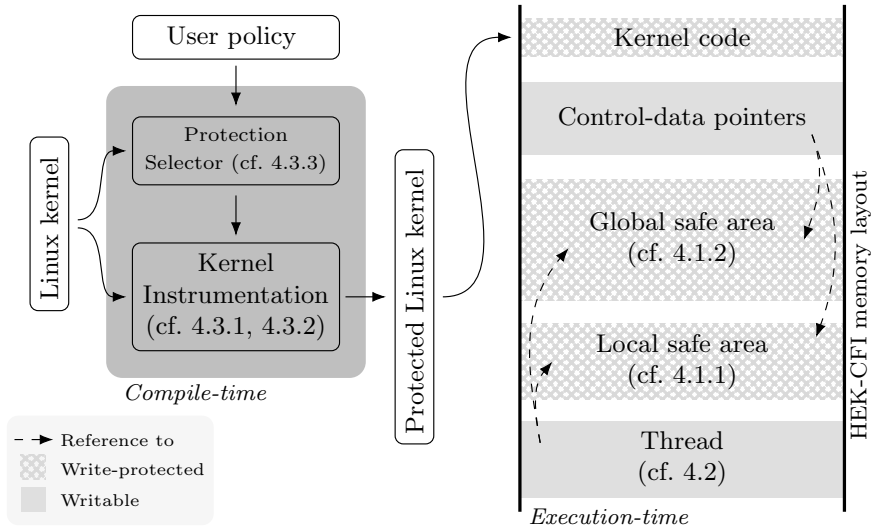 User policy
Protection
Selector (cf. 4.3.3)
Linux kernel
Kernel
Instrumentation
(cf. 4.3.1, 4.3.2)
Compile-time
Protected Linux kernel
Reference to
Write-protected
Writable
Kernel code
Control-data pointers
Global safe area
(cf. 4.1.2)
Local safe area
(cf. 4.1.1)
Thread
(cf. 4.2)
Execution-time
HEK-CFI memory layout